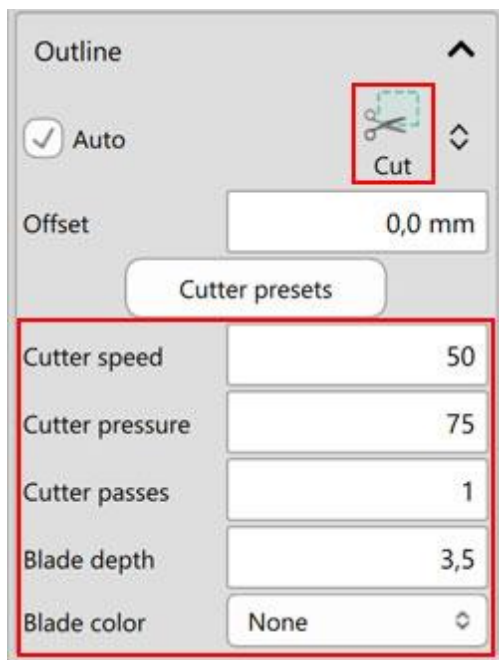 Outline
Auto
Cut
Offset 0,0 mm
Cutter presets
Cutter speed 50
Cutter pressure 75
Cutter passes 1
Blade depth 3,5
Blade color None